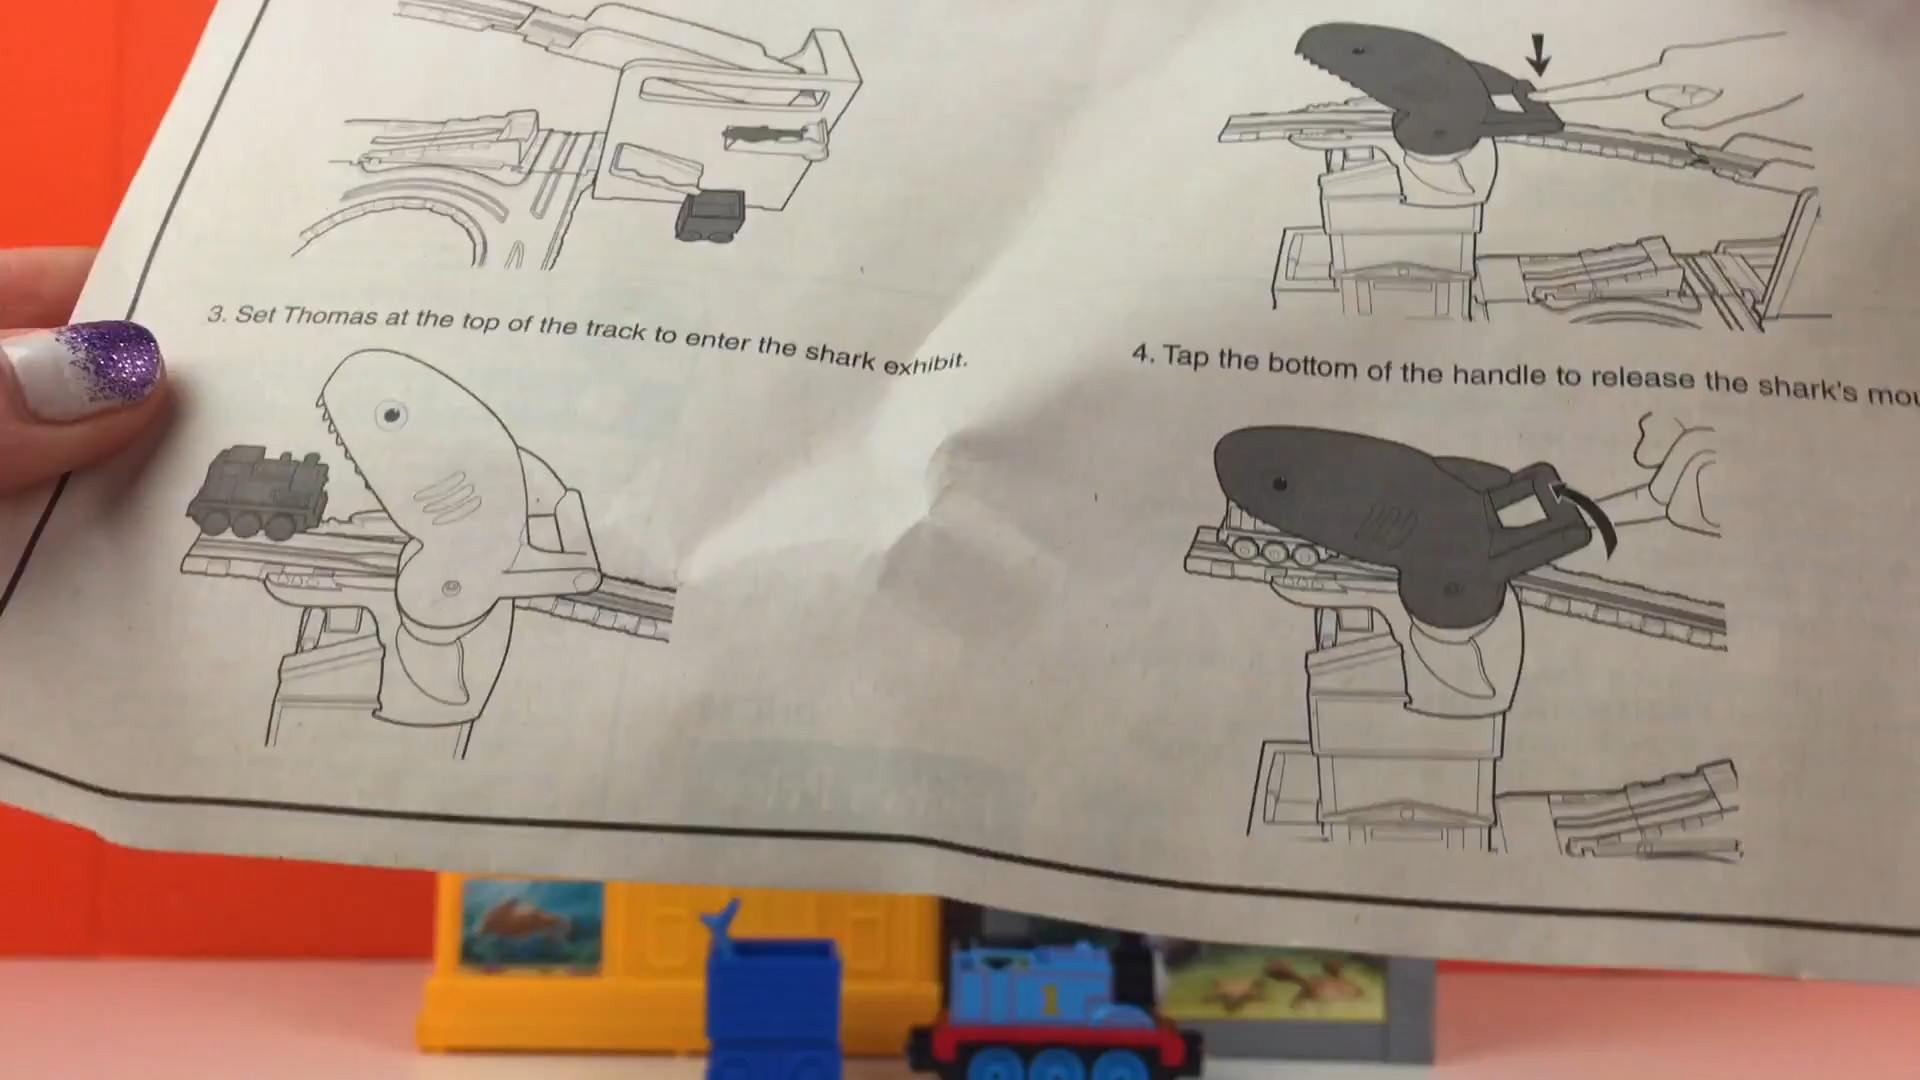 3. Set Thomas at the top of the track to enter the shark exhibit.
4. Tap the bottom of the handle to release the shark's
1